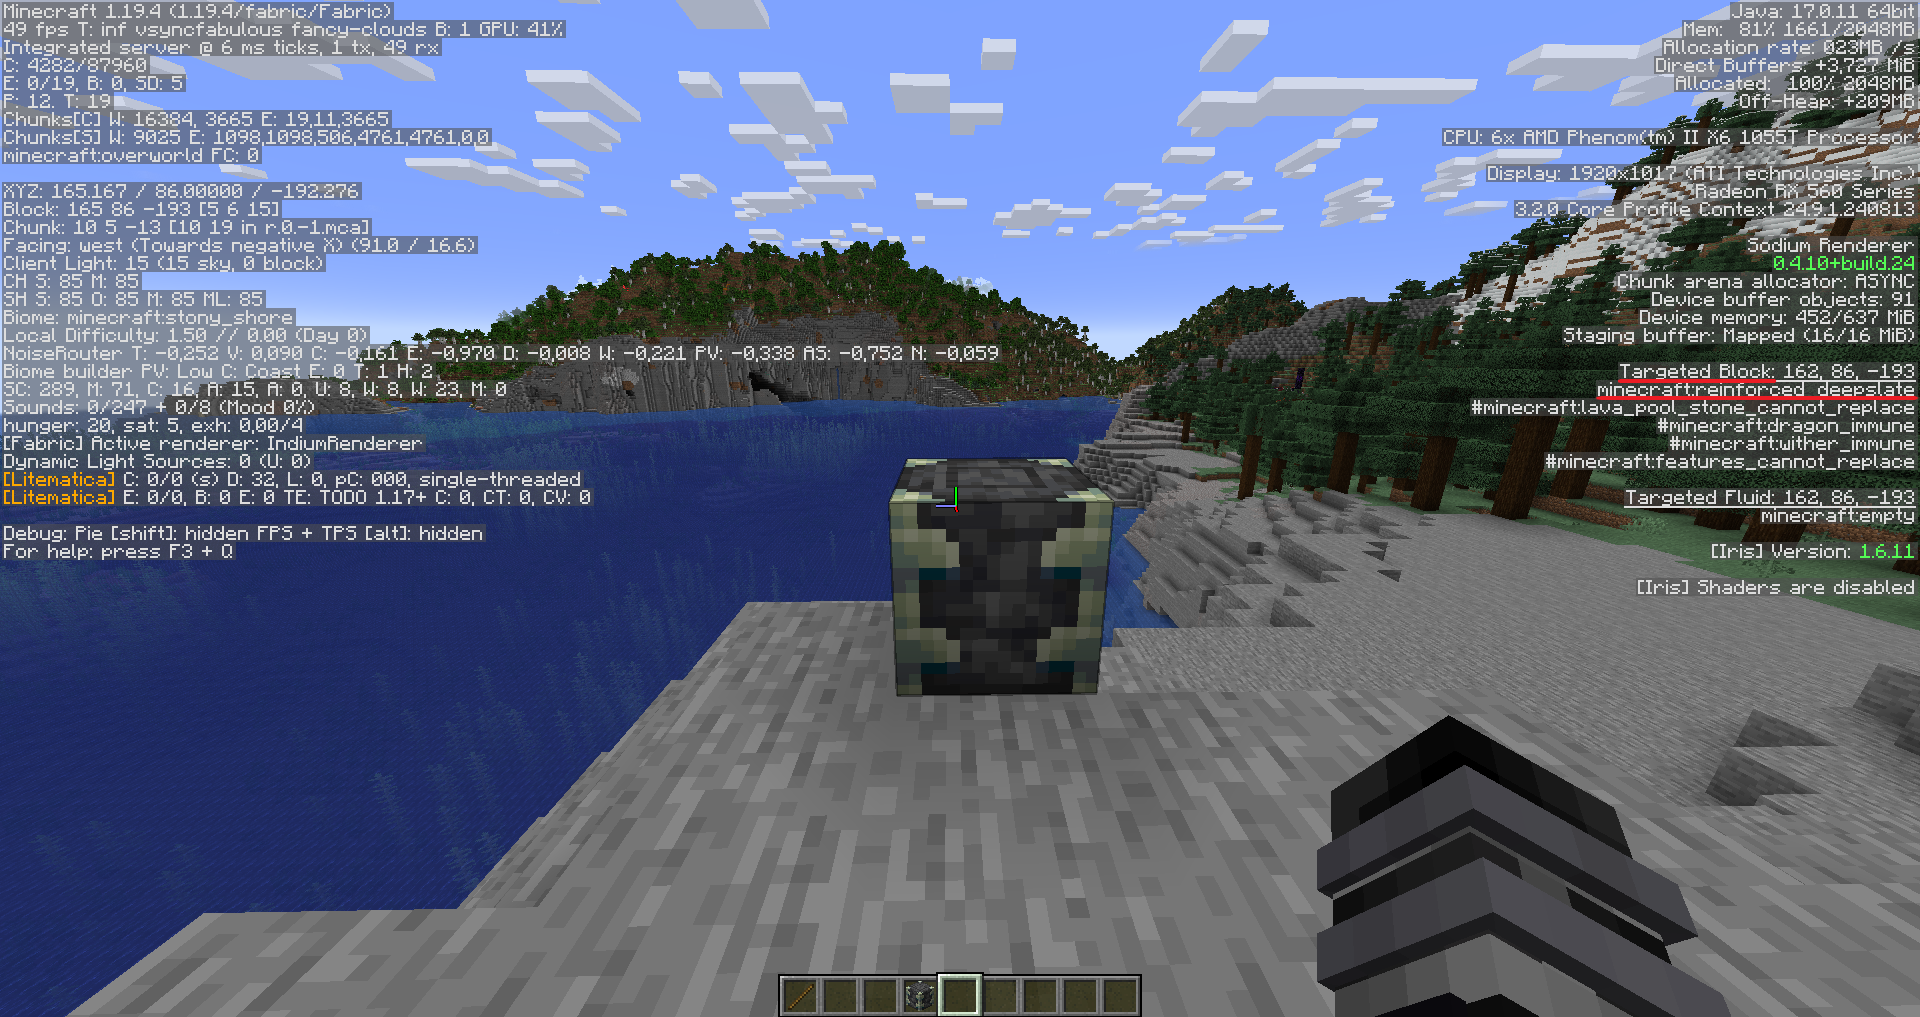 Minecraft 1.19.4 (1.19.4/fabric/Fabric)
49 fps T: inf vsyncfabulous fancy-clouds B: 1 GPU: 41%
Integrated server @ 6 ms ticks, 1 tx, 49 rx
C: 4282/87960
E: 0/19, B: 0, SD: 5
P: 12. T: 19
Chunks[C] W: 16384, 3665 E: 19,11,3665
Chunks[S] W: 9025 E: 1098,1098,506,4761,4761,0,0
minecraft:overworld FC: 0
XYZ: 165.167 / 86.00000 / -192.276
Block: 165 86 -193 [5 6 15]
Chunk: 10 5 -13 [10 19 in r.0.-1.mca]
Facing: west (Towards negative X) (91.0 / 16.6)
Client Light: 15 (15 sky, 0 block)
CH S: 85 M: 85
SH S: 85 O: 85 M: 85 ML: 85
Biome: minecraft:stony_shore
Local Difficulty: 1.50 // 0.00 (Day 0)
NoiseRouter T: -0,252 V: 0,090 C: -0,161 E: -0,970 D: -0,008 W: -0,221 PV: -0,338 AS: -0,752 N: -0,059
Biome builder PV: Low C: Coast E: 0 T: 1 H: 2
SC: 289, M: 71, C: 16, A: 15, A: 0, U: 8, W: 8, W: 23, M: 0
Sounds: 0/247 + 0/8 (Mood 0%)
hunger: 20, sat: 5, exh: 0,00/4
[Fabric] Active renderer: IndiumRenderer
Dynamic Light Sources: 0 (U: 0)
[Litematica] C: 0/0 (s) D: 32, L: 0, pC: 000, single-threaded
[Litematica] E: 0/0, B: 0 E: 0 TE: TODO 1.17+ C: 0, CT: 0, CV: 0
Debug: Pie [shift]: hidden FPS + TPS [alt]: hidden
For help: press F3 + Q
Java: 17.0.11 64bit
Mem: 81% 1661/2048MB
Allocation rate: 023MB /s
Direct Buffers: +3,727 MiB
Allocated: 100% 2048MB
Off-Heap: +209MB
CPU: 6x AMD Phenom(tm) II X6 1055T Processor
Display: 1920x1017 (ATI Technologies Inc.)
Radeon RX 560 Series
3.2.0 Core Profile Context 24.9.1.240813
Sodium Renderer
0.4.10+build.24
Chunk arena allocator: ASYNC
Device buffer objects: 91
Device memory: 452/637 MiB
Staging buffer: Mapped (16/16 MiB)
Targeted Block: 162, 86, -193
minecraft:reinforced_deepslate
#minecraft:lava_pool_stone_cannot_replace
#minecraft:dragon_immune
#minecraft:wither_immune
#minecraft:features_cannot_replace
Targeted Fluid: 162, 86, -193
minecraft:empty
[Iris] Version: 1.6.11
[Iris] Shaders are disabled